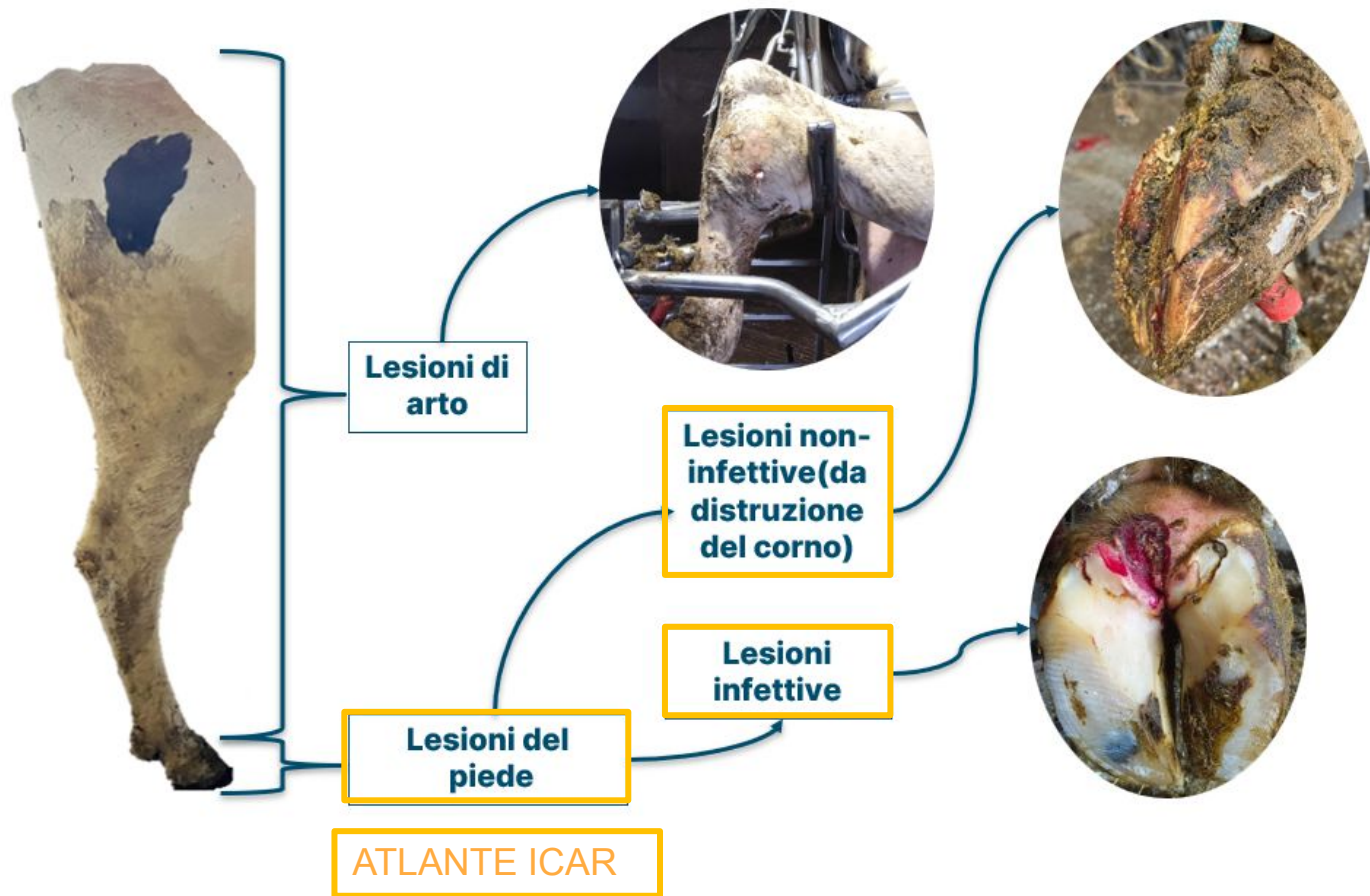 Lesioni di
arto
Lesioni non-
infettive(da
distruzione
del corno)
Lesioni
infettive
Lesioni del
piede
ATLANTE ICAR